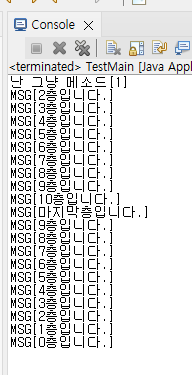 Console
<terminated> TestMain [Java Appl
난 그냥 메소드[1]
MSG[2층입니다.]
MSG[3층입니다.]
MSG[4층입니다.]
MSG[5층입니다.]
MSG[6층입니다.]
MSG[7층입니다.]
MSG[8층입니다.]
MSG[9층입니다.]
MSG[10층입니다.]
MSG[마지막층입니다.]
MSG[9층입니다.]
MSG[8층입니다.]
MSG[7층입니다.]
MSG[6층입니다.]
MSG[5층입니다.]
MSG[4층입니다.]
MSG[3층입니다.]
MSG[2층입니다.]
MSG[1층입니다.]
MSG[0층입니다.]